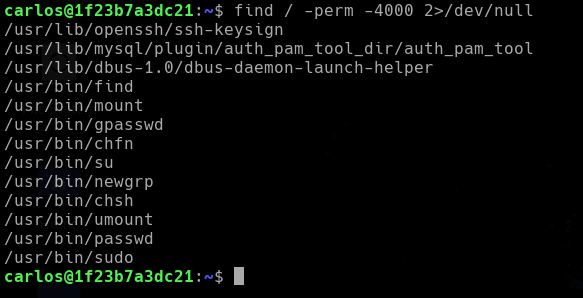 carlos@1f23b7a3dc21:~$ find / -perm -4000 2>/dev/null
/usr/lib/openssh/ssh-keysign
/usr/lib/mysql/plugin/auth_pam_tool_dir/auth_pam_tool
/usr/lib/dbus-1.0/dbus-daemon-launch-helper
/usr/bin/find
/usr/bin/mount
/usr/bin/gpasswd
/usr/bin/chfn
/usr/bin/su
/usr/bin/newgrp
/usr/bin/chsh
/usr/bin/umount
/usr/bin/passwd
/usr/bin/sudo
carlos@1f23b7a3dc21:~$